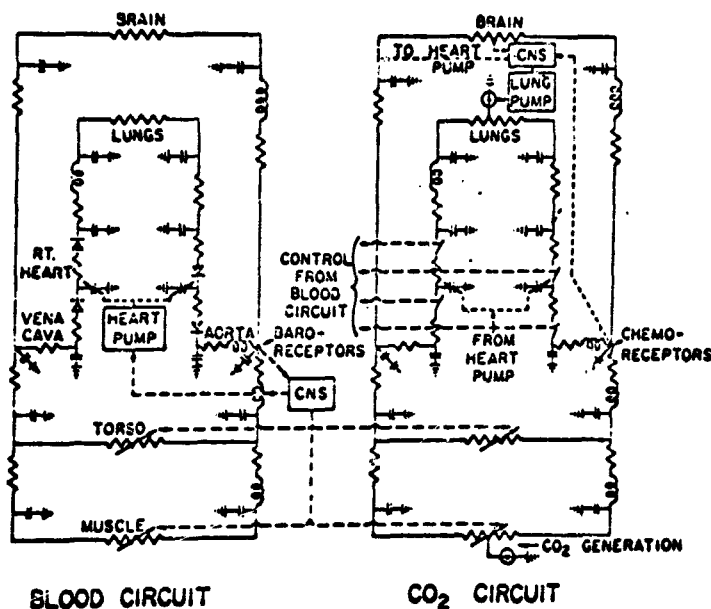 BRAIN
LUNGS
RT.
HEART
VENA
CAVA
HEART
PUMP
AORTA
BARO-
RECEPTORS
CNS
TORSO
MUSCLE
BLOOD CIRCUIT
BRAIN
TO HEART
PUMP
CNS
LUNG
PUMP
LUNGS
CONTROL
FROM
BLOOD
CIRCUIT
FROM
HEART
PUMP
CHEMO-
RECEPTORS
CO₂ GENERATION
CO₂ CIRCUIT